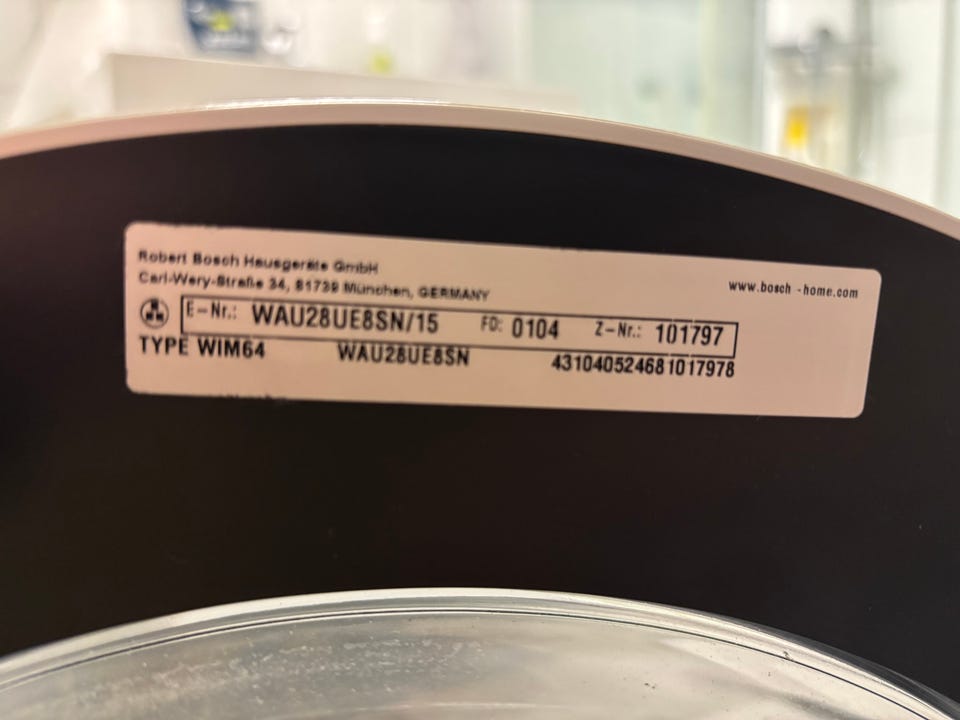 Robert Bosch Hausgeräte GmbH
Carl-Wery-Straße 34, 81739 München, GERMANY
www.bosch -home.com
E-Nr.: WAU28UE8SN/15 FD: 0104 Z-Nr.: 101797
TYPE WIM64 WAU28UE8SN 431040524681017978